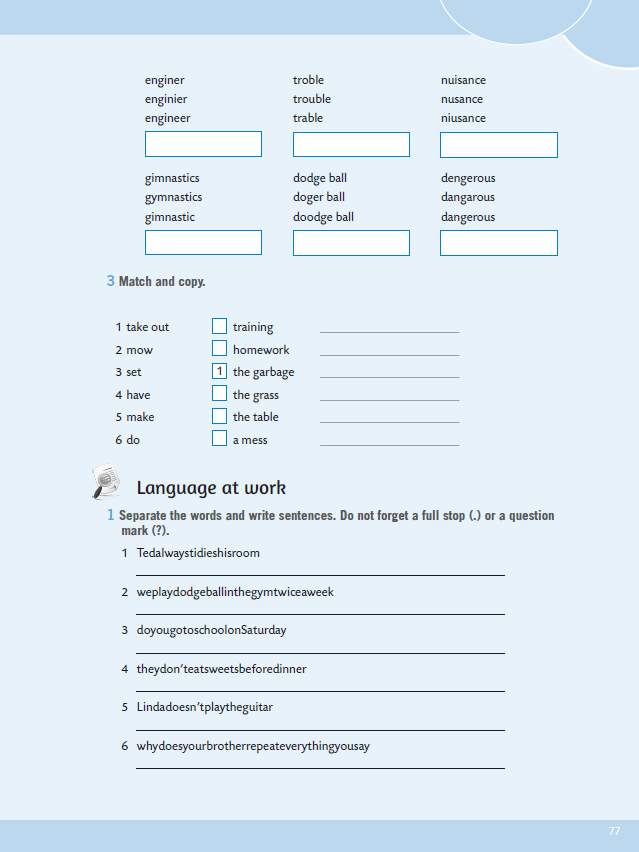 enginer
enginier
engineer
troble
trouble
trable
nuisance
nusance
niusance
gimnastics
gymnastics
gimnastic
dodge ball
doger ball
doodge ball
dengerous
dangarous
dangerous
3 Match and copy.
1 take out training
2 mow homework
3 set 1 the garbage
4 have the grass
5 make the table
6 do a mess
Language at work
1 Separate the words and write sentences. Do not forget a full stop (.) or a question
mark (?).
1 Tedalwaystidieshisroom
2 weplaydodgeballinthegymtwiceaweek
3 doyougotoschoolonSaturday
4 theydon'teatsweetsbeforedinner
5 Lindadoesn'tplaytheguitar
6 whydoesyourbrotherrepeateverythingyousay
77